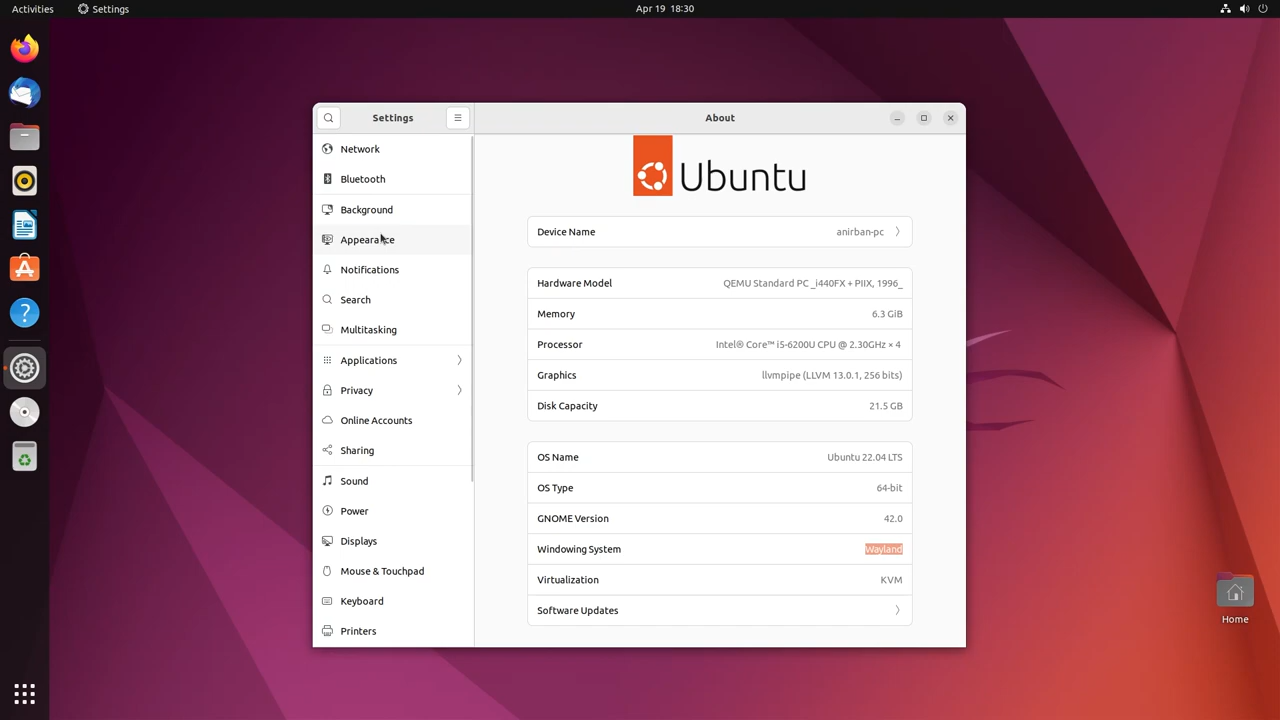 Activities
Settings
Apr 19 18:30
Settings
About
Network
Bluetooth
Background
Appearance
Notifications
Search
Multitasking
Applications
Privacy
Online Accounts
Sharing
Sound
Power
Displays
Mouse & Touchpad
Keyboard
Printers
Ubuntu
Device Name anirban-pc
Hardware Model QEMU Standard PC _i440FX + PIIX, 1996_
Memory 6.3 GiB
Processor Intel® Core™ i5-6200U CPU @ 2.30GHz × 4
Graphics llvmpipe (LLVM 13.0.1, 256 bits)
Disk Capacity 21.5 GB
OS Name Ubuntu 22.04 LTS
OS Type 64-bit
GNOME Version 42.0
Windowing System Wayland
Virtualization KVM
Software Updates
Home